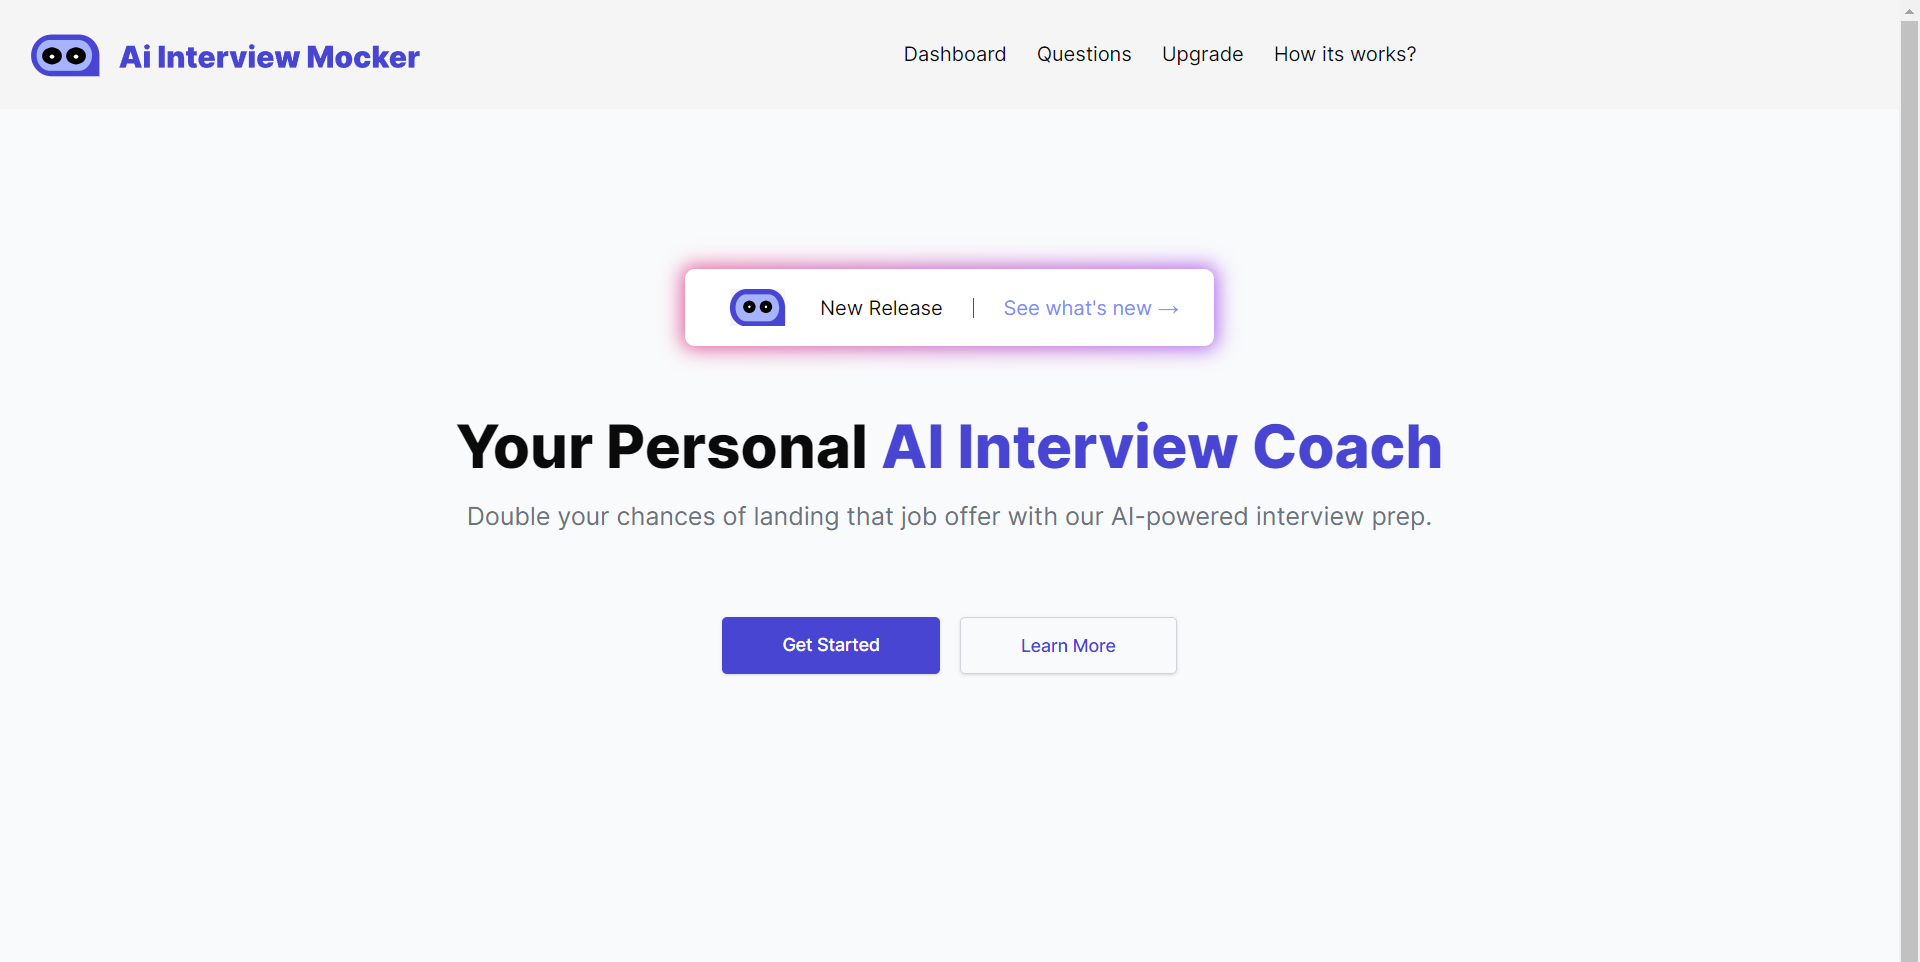 Ai Interview Mocker
Dashboard Questions Upgrade How its works?
New Release | See what's new →
Your Personal AI Interview Coach
Double your chances of landing that job offer with our AI-powered interview prep.
Get Started
Learn More